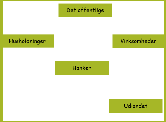 Det offentlige
Husholdninger
Virksomheder
Banken
Udlandet